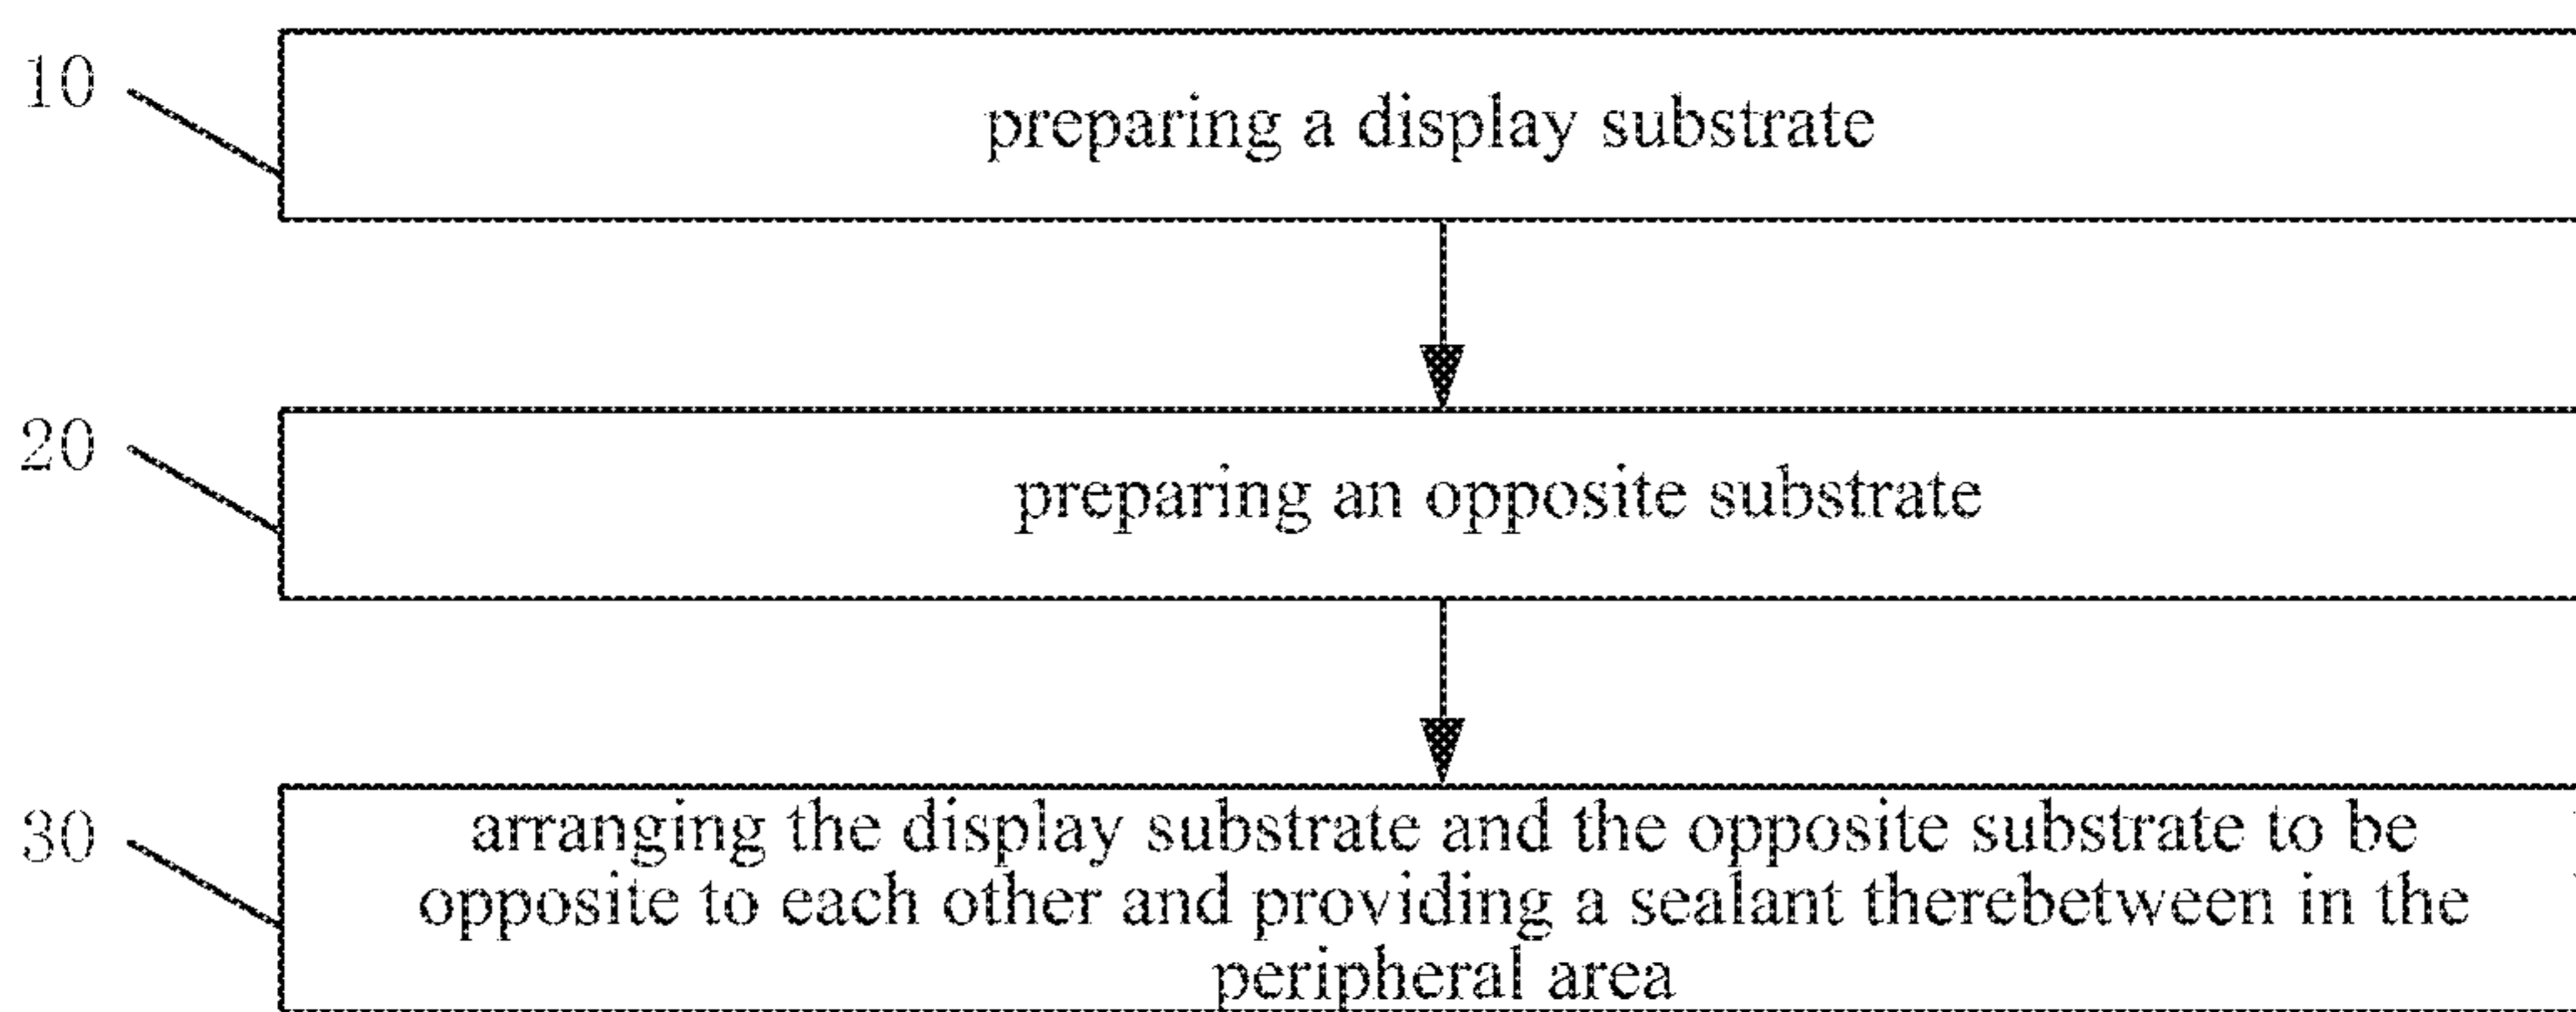 10
preparing a display substrate
20
preparing an opposite substrate
30
arranging the display substrate and the opposite substrate to be
opposite to each other and providing a sealant therebetween in the
peripheral area